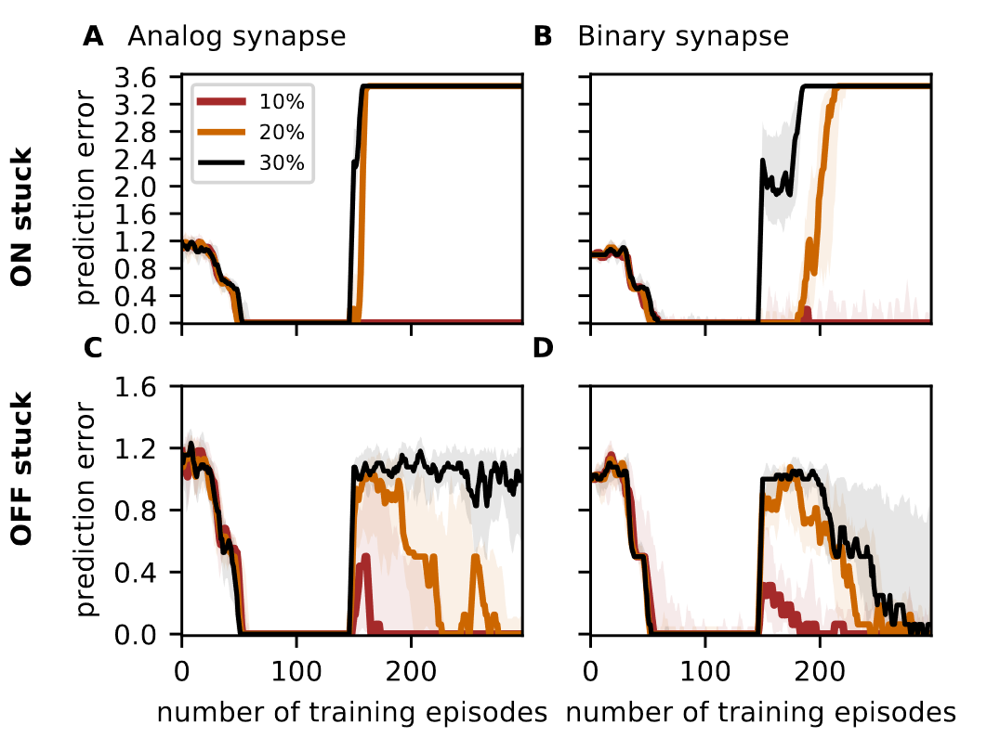 A Analog synapse
B Binary synapse
ON stuck
prediction error
3.6
3.2
2.8
2.4
2.0
1.6
1.2
0.8
0.4
0.0
10%
20%
30%
C
D
OFF stuck
prediction error
1.6
1.2
0.8
0.4
0.0
0 100 200
0 100 200
number of training episodes
number of training episodes